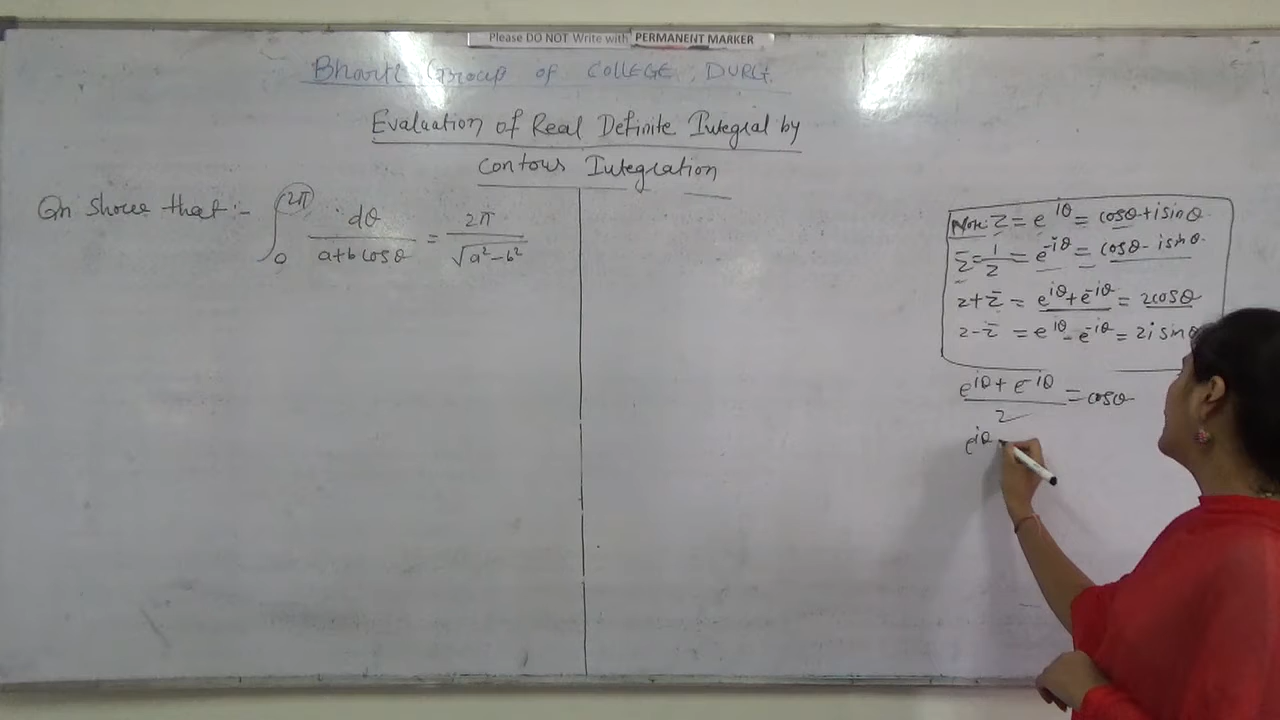 Please DO NOT Write with PERMANENT MARKER
Bharti Group of COLLEGE, DURG.
Evaluation of Real Definite Integral by
Contour Integration
Qn Show that :- ∫₀^2π dθ / (a+b cosθ) = 2π / √(a²-b²)
Note: z = e^iθ = cosθ + i sinθ
z̄ = 1/z = e^-iθ = cosθ - i sinθ.
z + z̄ = e^iθ + e^-iθ = 2cosθ
z - z̄ = e^iθ - e^-iθ = 2i sinθ
(e^iθ + e^-iθ) / 2 = cosθ
e^iθ